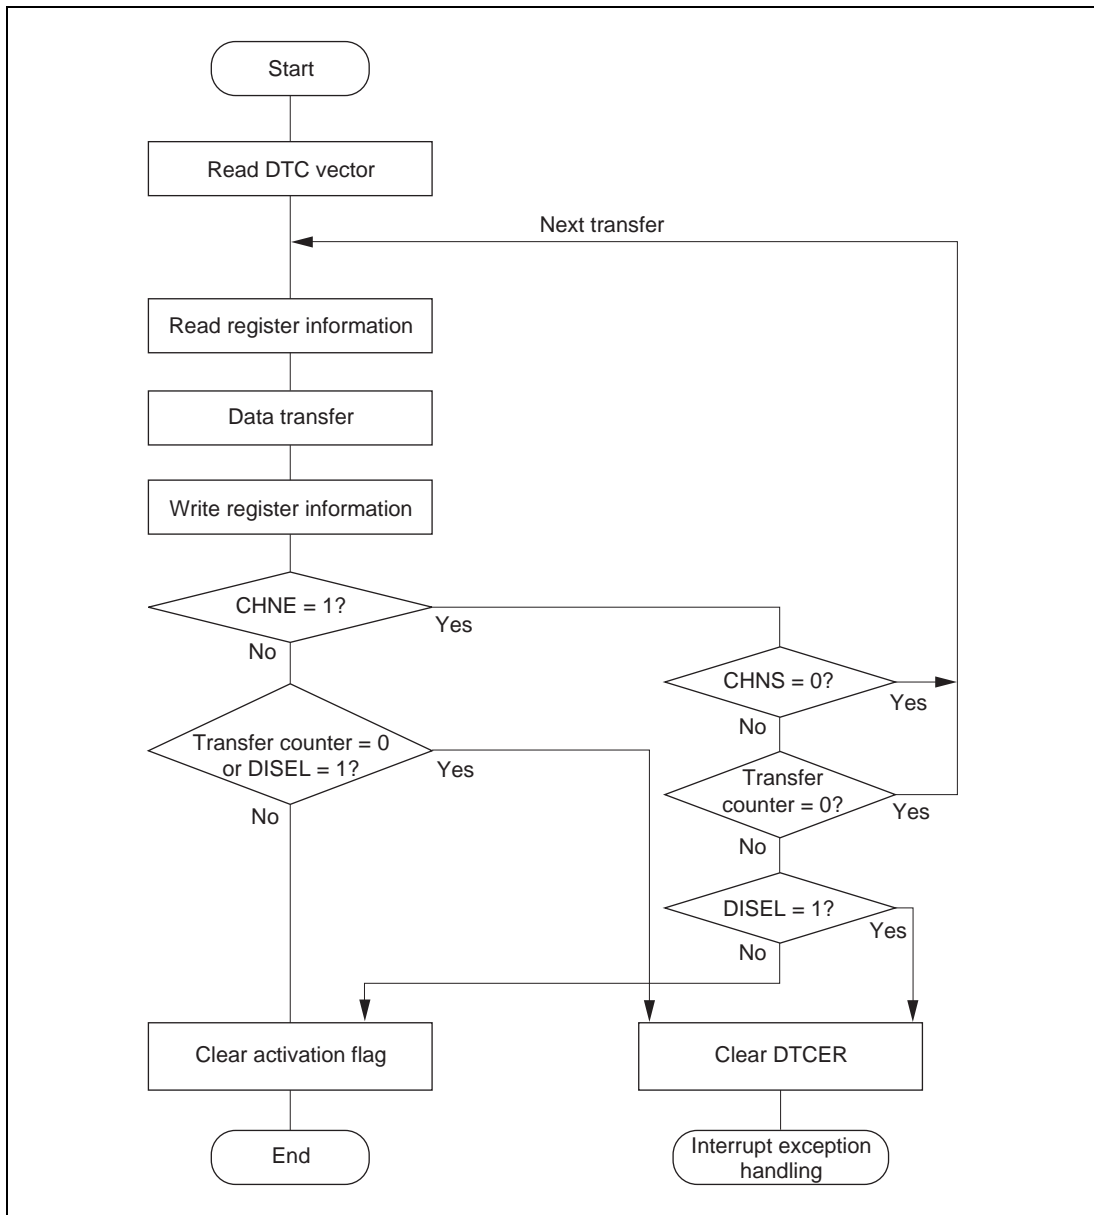 Start
Read DTC vector
Next transfer
Read register information
Data transfer
Write register information
CHNE = 1?
Yes
No
CHNS = 0?
Yes
No
Transfer counter = 0
or DISEL = 1?
Yes
No
Transfer
counter = 0?
Yes
No
DISEL = 1?
Yes
No
Clear activation flag
Clear DTCER
End
Interrupt exception
handling